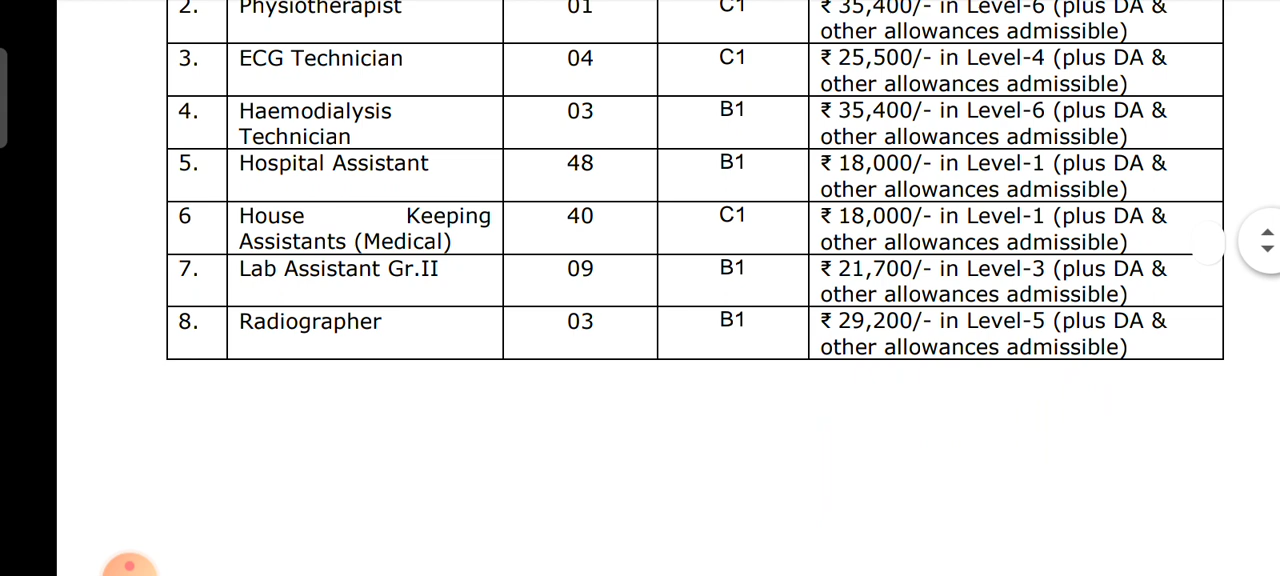 2. Physiotherapist 01 C1 ₹ 35,400/- in Level-6 (plus DA &
other allowances admissible)
3. ECG Technician 04 C1 ₹ 25,500/- in Level-4 (plus DA &
other allowances admissible)
4. Haemodialysis 03 B1 ₹ 35,400/- in Level-6 (plus DA &
Technician other allowances admissible)
5. Hospital Assistant 48 B1 ₹ 18,000/- in Level-1 (plus DA &
other allowances admissible)
6 House Keeping 40 C1 ₹ 18,000/- in Level-1 (plus DA &
Assistants (Medical) other allowances admissible)
7. Lab Assistant Gr.II 09 B1 ₹ 21,700/- in Level-3 (plus DA &
other allowances admissible)
8. Radiographer 03 B1 ₹ 29,200/- in Level-5 (plus DA &
other allowances admissible)